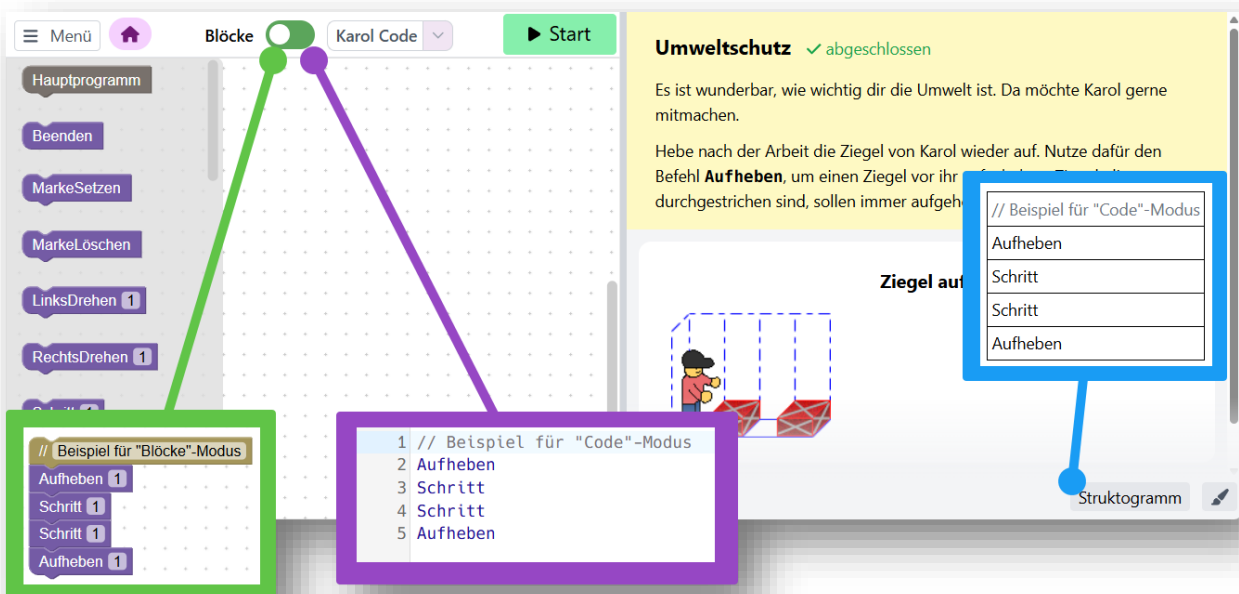 Menü
Blöcke
Karol Code
Start
Hauptprogramm
Beenden
MarkeSetzen
MarkeLöschen
LinksDrehen 1
RechtsDrehen 1
// Beispiel für "Blöcke"-Modus
Aufheben 1
Schritt 1
Schritt 1
Aufheben 1
1 // Beispiel für "Code"-Modus
2 Aufheben
3 Schritt
4 Schritt
5 Aufheben
Umweltschutz ✓ abgeschlossen
Es ist wunderbar, wie wichtig dir die Umwelt ist. Da möchte Karol gerne
mitmachen.
Hebe nach der Arbeit die Ziegel von Karol wieder auf. Nutze dafür den
Befehl Aufheben, um einen Ziegel vor ihr
durchgestrichen sind, sollen immer
Ziegel
// Beispiel für "Code"-Modus
Aufheben
Schritt
Schritt
Aufheben
Struktogramm